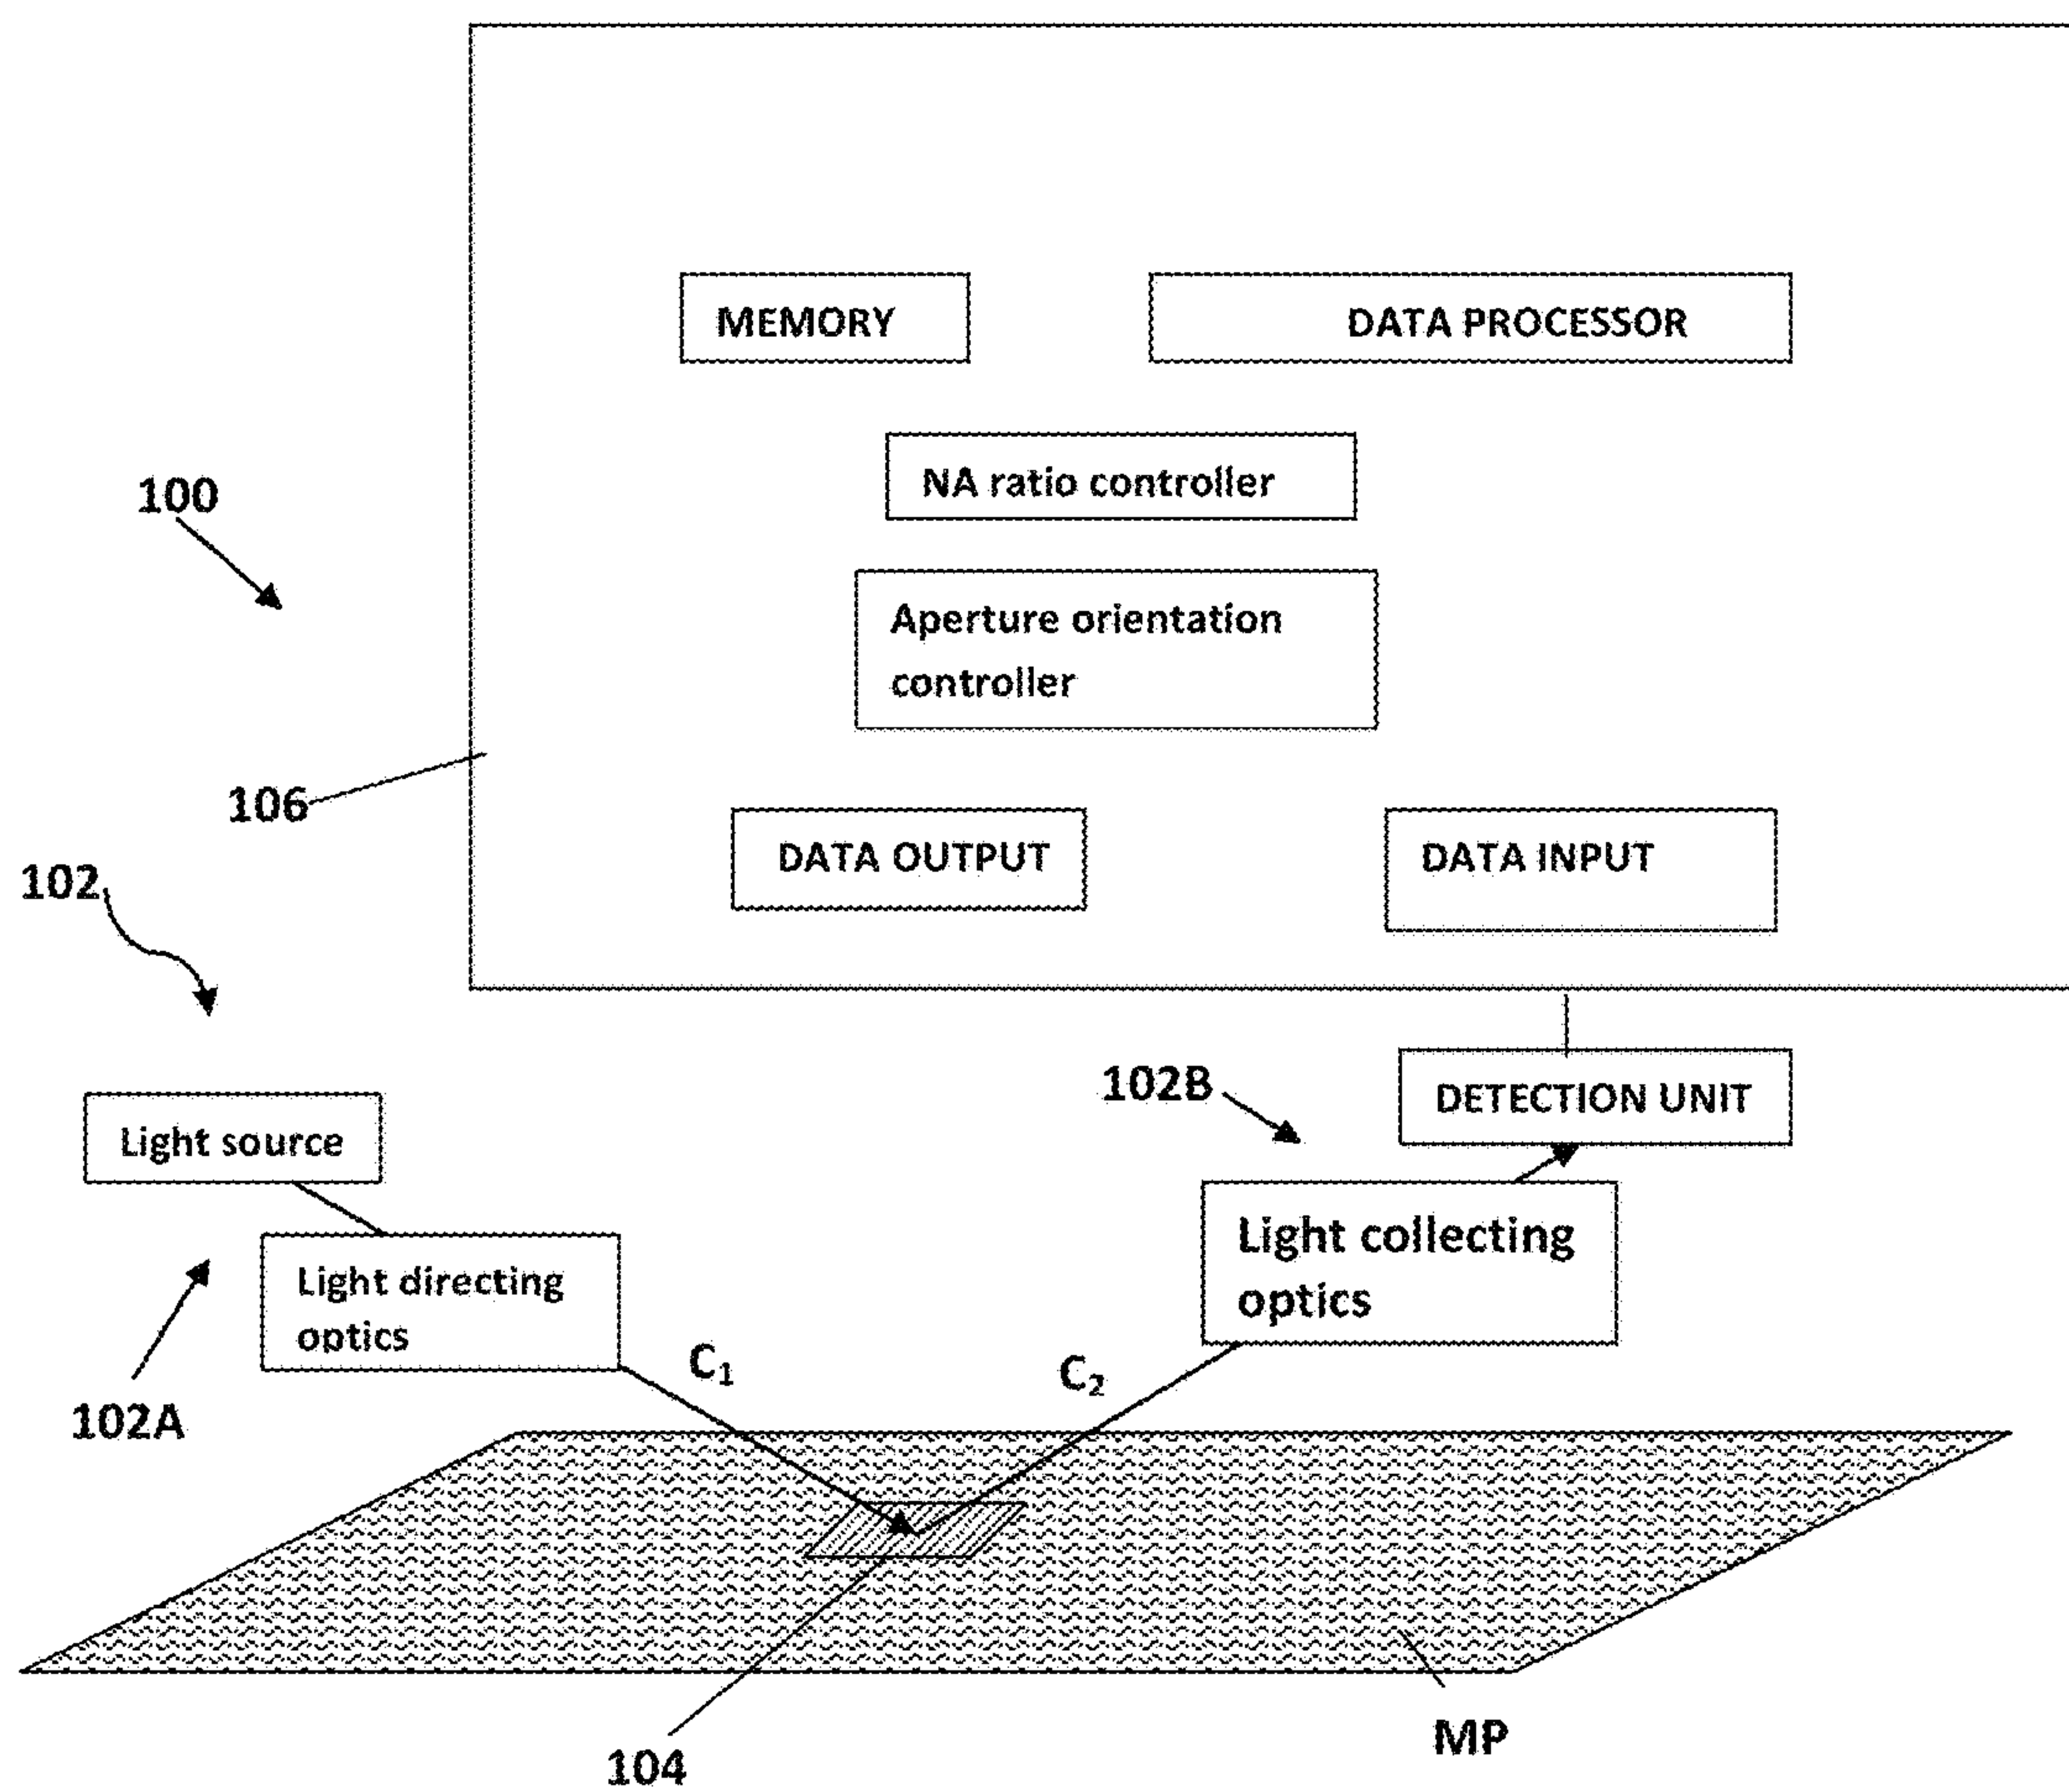 MEMORY
DATA PROCESSOR
NA ratio controller
100
Aperture orientation
controller
106
DATA OUTPUT
DATA INPUT
102
102B
DETECTION UNIT
Light source
Light collecting
optics
Light directing
optics
C₁
C₂
102A
MP
104